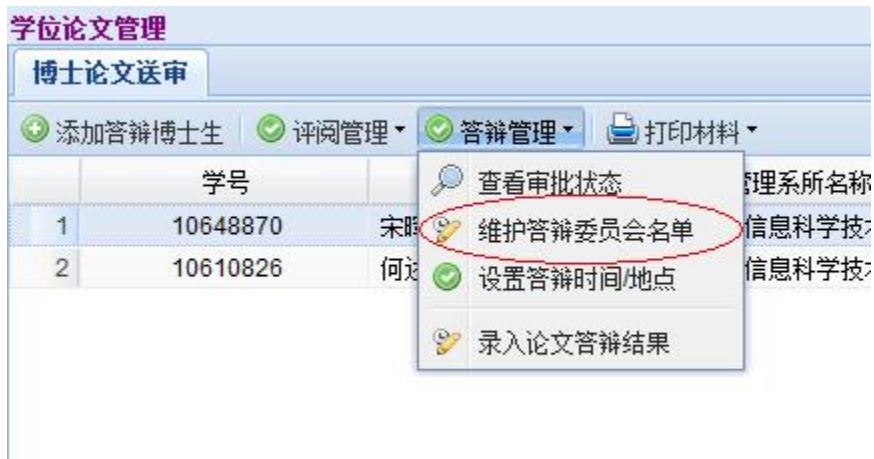 学位论文管理
博士论文送审
添加答辩博士生 评阅管理 答辩管理 打印材料
学号
查看审批状态
管理系所名称
1 10648870 宋 维护答辩委员会名单 信息科学技
2 10610826 何 设置答辩时间/地点 信息科学技
录入论文答辩结果